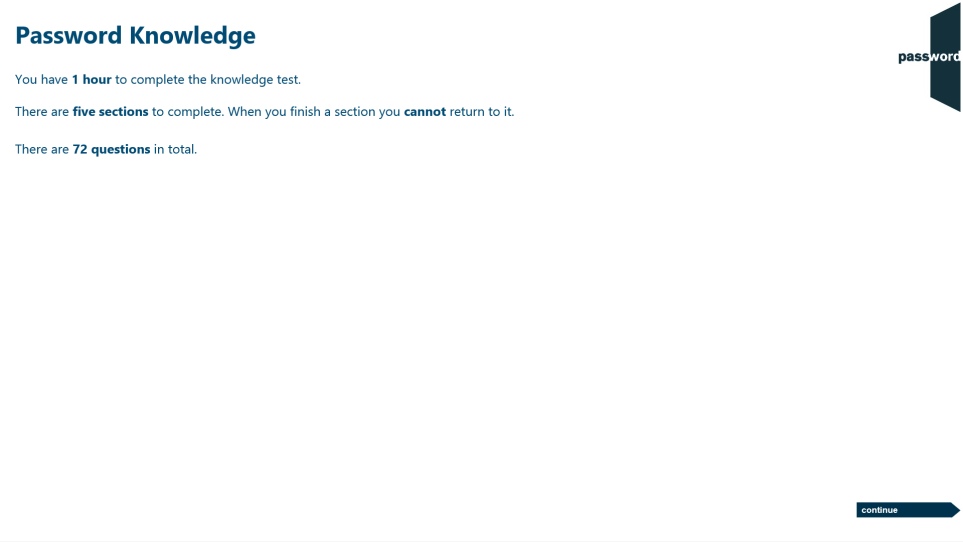 Password Knowledge
password
You have 1 hour to complete the knowledge test.
There are five sections to complete. When you finish a section you cannot return to it.
There are 72 questions in total.
continue